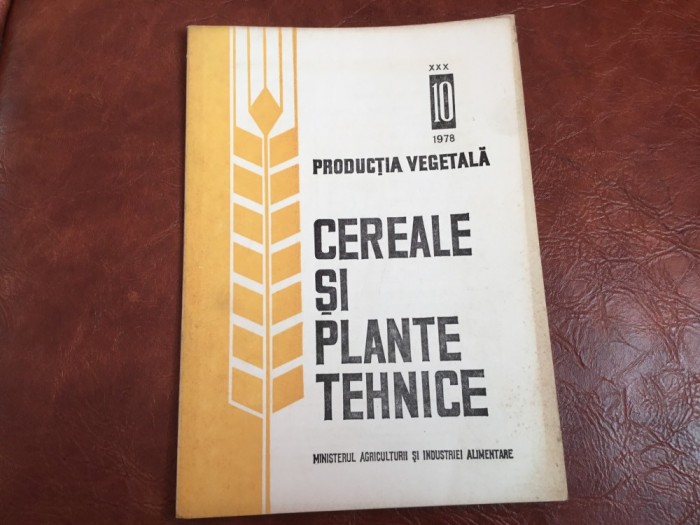 XXX
10
1978
PRODUCȚIA VEGETALĂ
CEREALE
ȘI
PLANTE
TEHNICE
MINISTERUL AGRICULTURII ȘI INDUSTRIEI ALIMENTARE